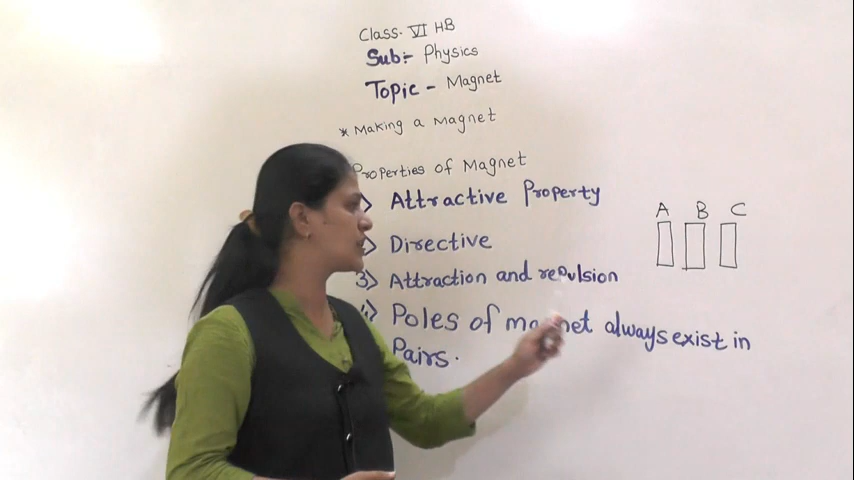 Class- VI HB
Sub:- Physics
Topic - Magnet
* Making a Magnet
Properties of Magnet
Attractive Property
Directive
3) Attraction and repulsion
4) Poles of magnet always exist in
Pairs.
A B C